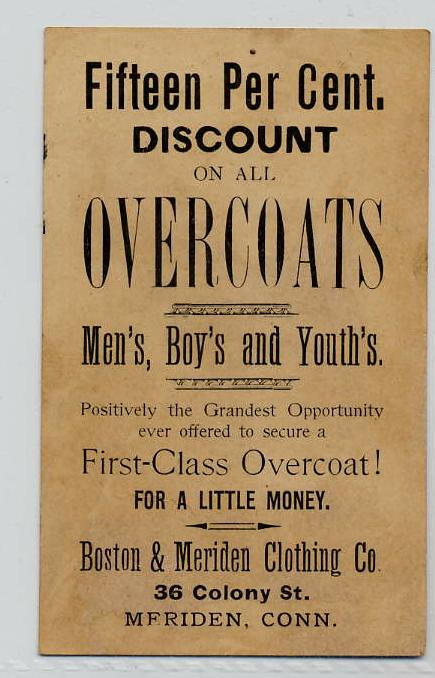 Fifteen Per Cent.
DISCOUNT
ON ALL
OVERCOATS
Men's, Boy's and Youth's.
Positively the Grandest Opportunity
ever offered to secure a
First-Class Overcoat!
FOR A LITTLE MONEY.
Boston & Meriden Clothing Co.
36 Colony St.
MERIDEN, CONN.